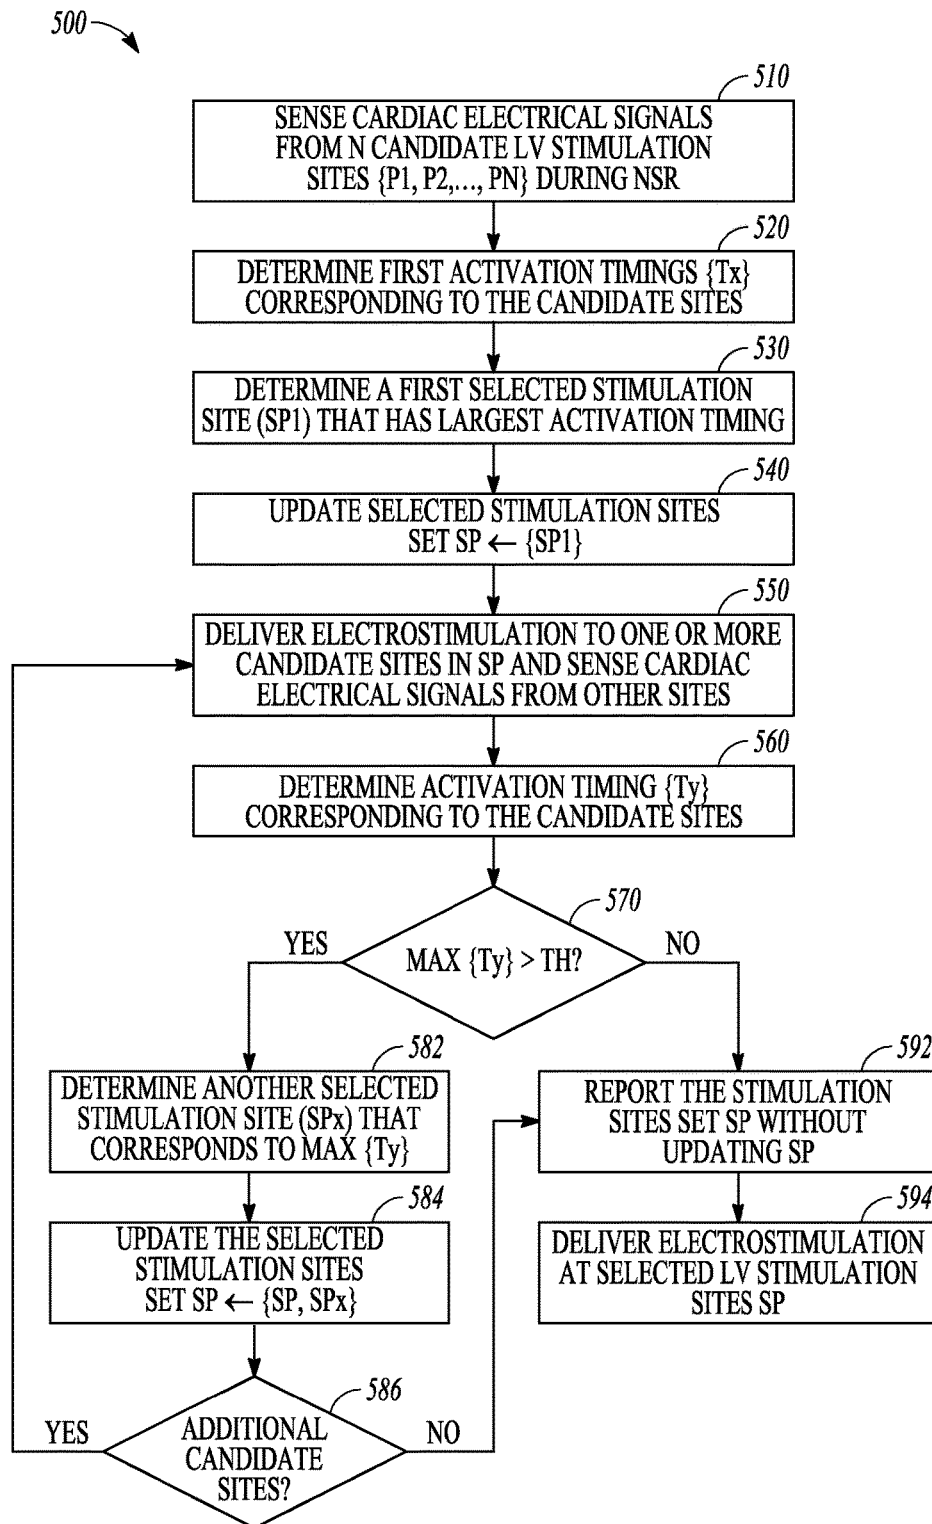 500
510
SENSE CARDIAC ELECTRICAL SIGNALS
FROM N CANDIDATE LV STIMULATION
SITES {P1, P2,..., PN} DURING NSR
520
DETERMINE FIRST ACTIVATION TIMINGS {Tx}
CORRESPONDING TO THE CANDIDATE SITES
530
DETERMINE A FIRST SELECTED STIMULATION
SITE (SP1) THAT HAS LARGEST ACTIVATION TIMING
540
UPDATE SELECTED STIMULATION SITES
SET SP ← {SP1}
550
DELIVER ELECTROSTIMULATION TO ONE OR MORE
CANDIDATE SITES IN SP AND SENSE CARDIAC
ELECTRICAL SIGNALS FROM OTHER SITES
560
DETERMINE ACTIVATION TIMING {Ty}
CORRESPONDING TO THE CANDIDATE SITES
570
YES
MAX {Ty} > TH?
NO
582
DETERMINE ANOTHER SELECTED
STIMULATION SITE (SPx) THAT
CORRESPONDS TO MAX {Ty}
592
REPORT THE STIMULATION
SITES SET SP WITHOUT
UPDATING SP
584
UPDATE THE SELECTED
STIMULATION SITES
SET SP ← {SP, SPx}
594
DELIVER ELECTROSTIMULATION
AT SELECTED LV STIMULATION
SITES SP
586
YES
ADDITIONAL
CANDIDATE
SITES?
NO